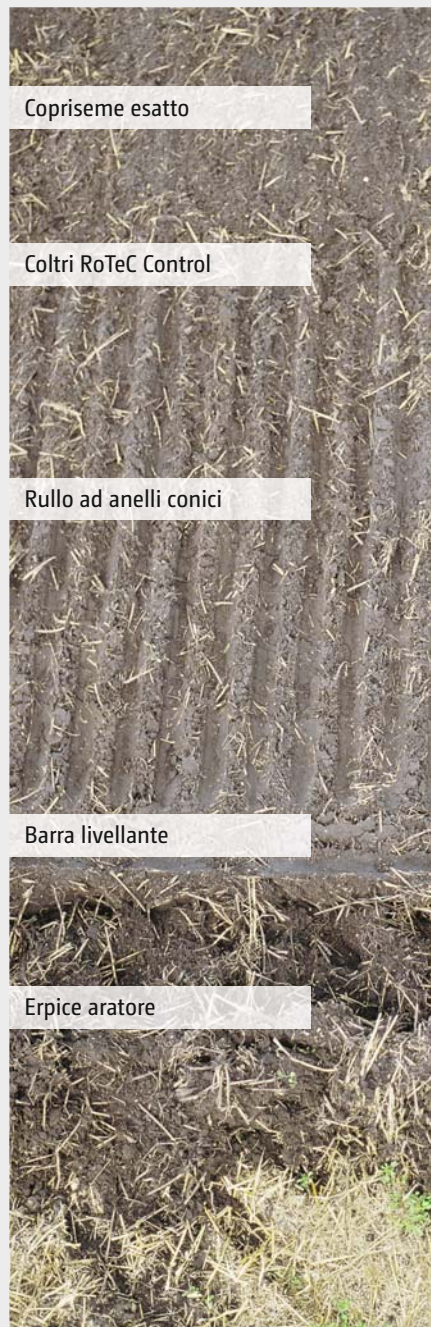 Copriseme esatto
Coltri RoTeC Control
Rullo ad anelli conici
Barra livellante
Erpice aratore